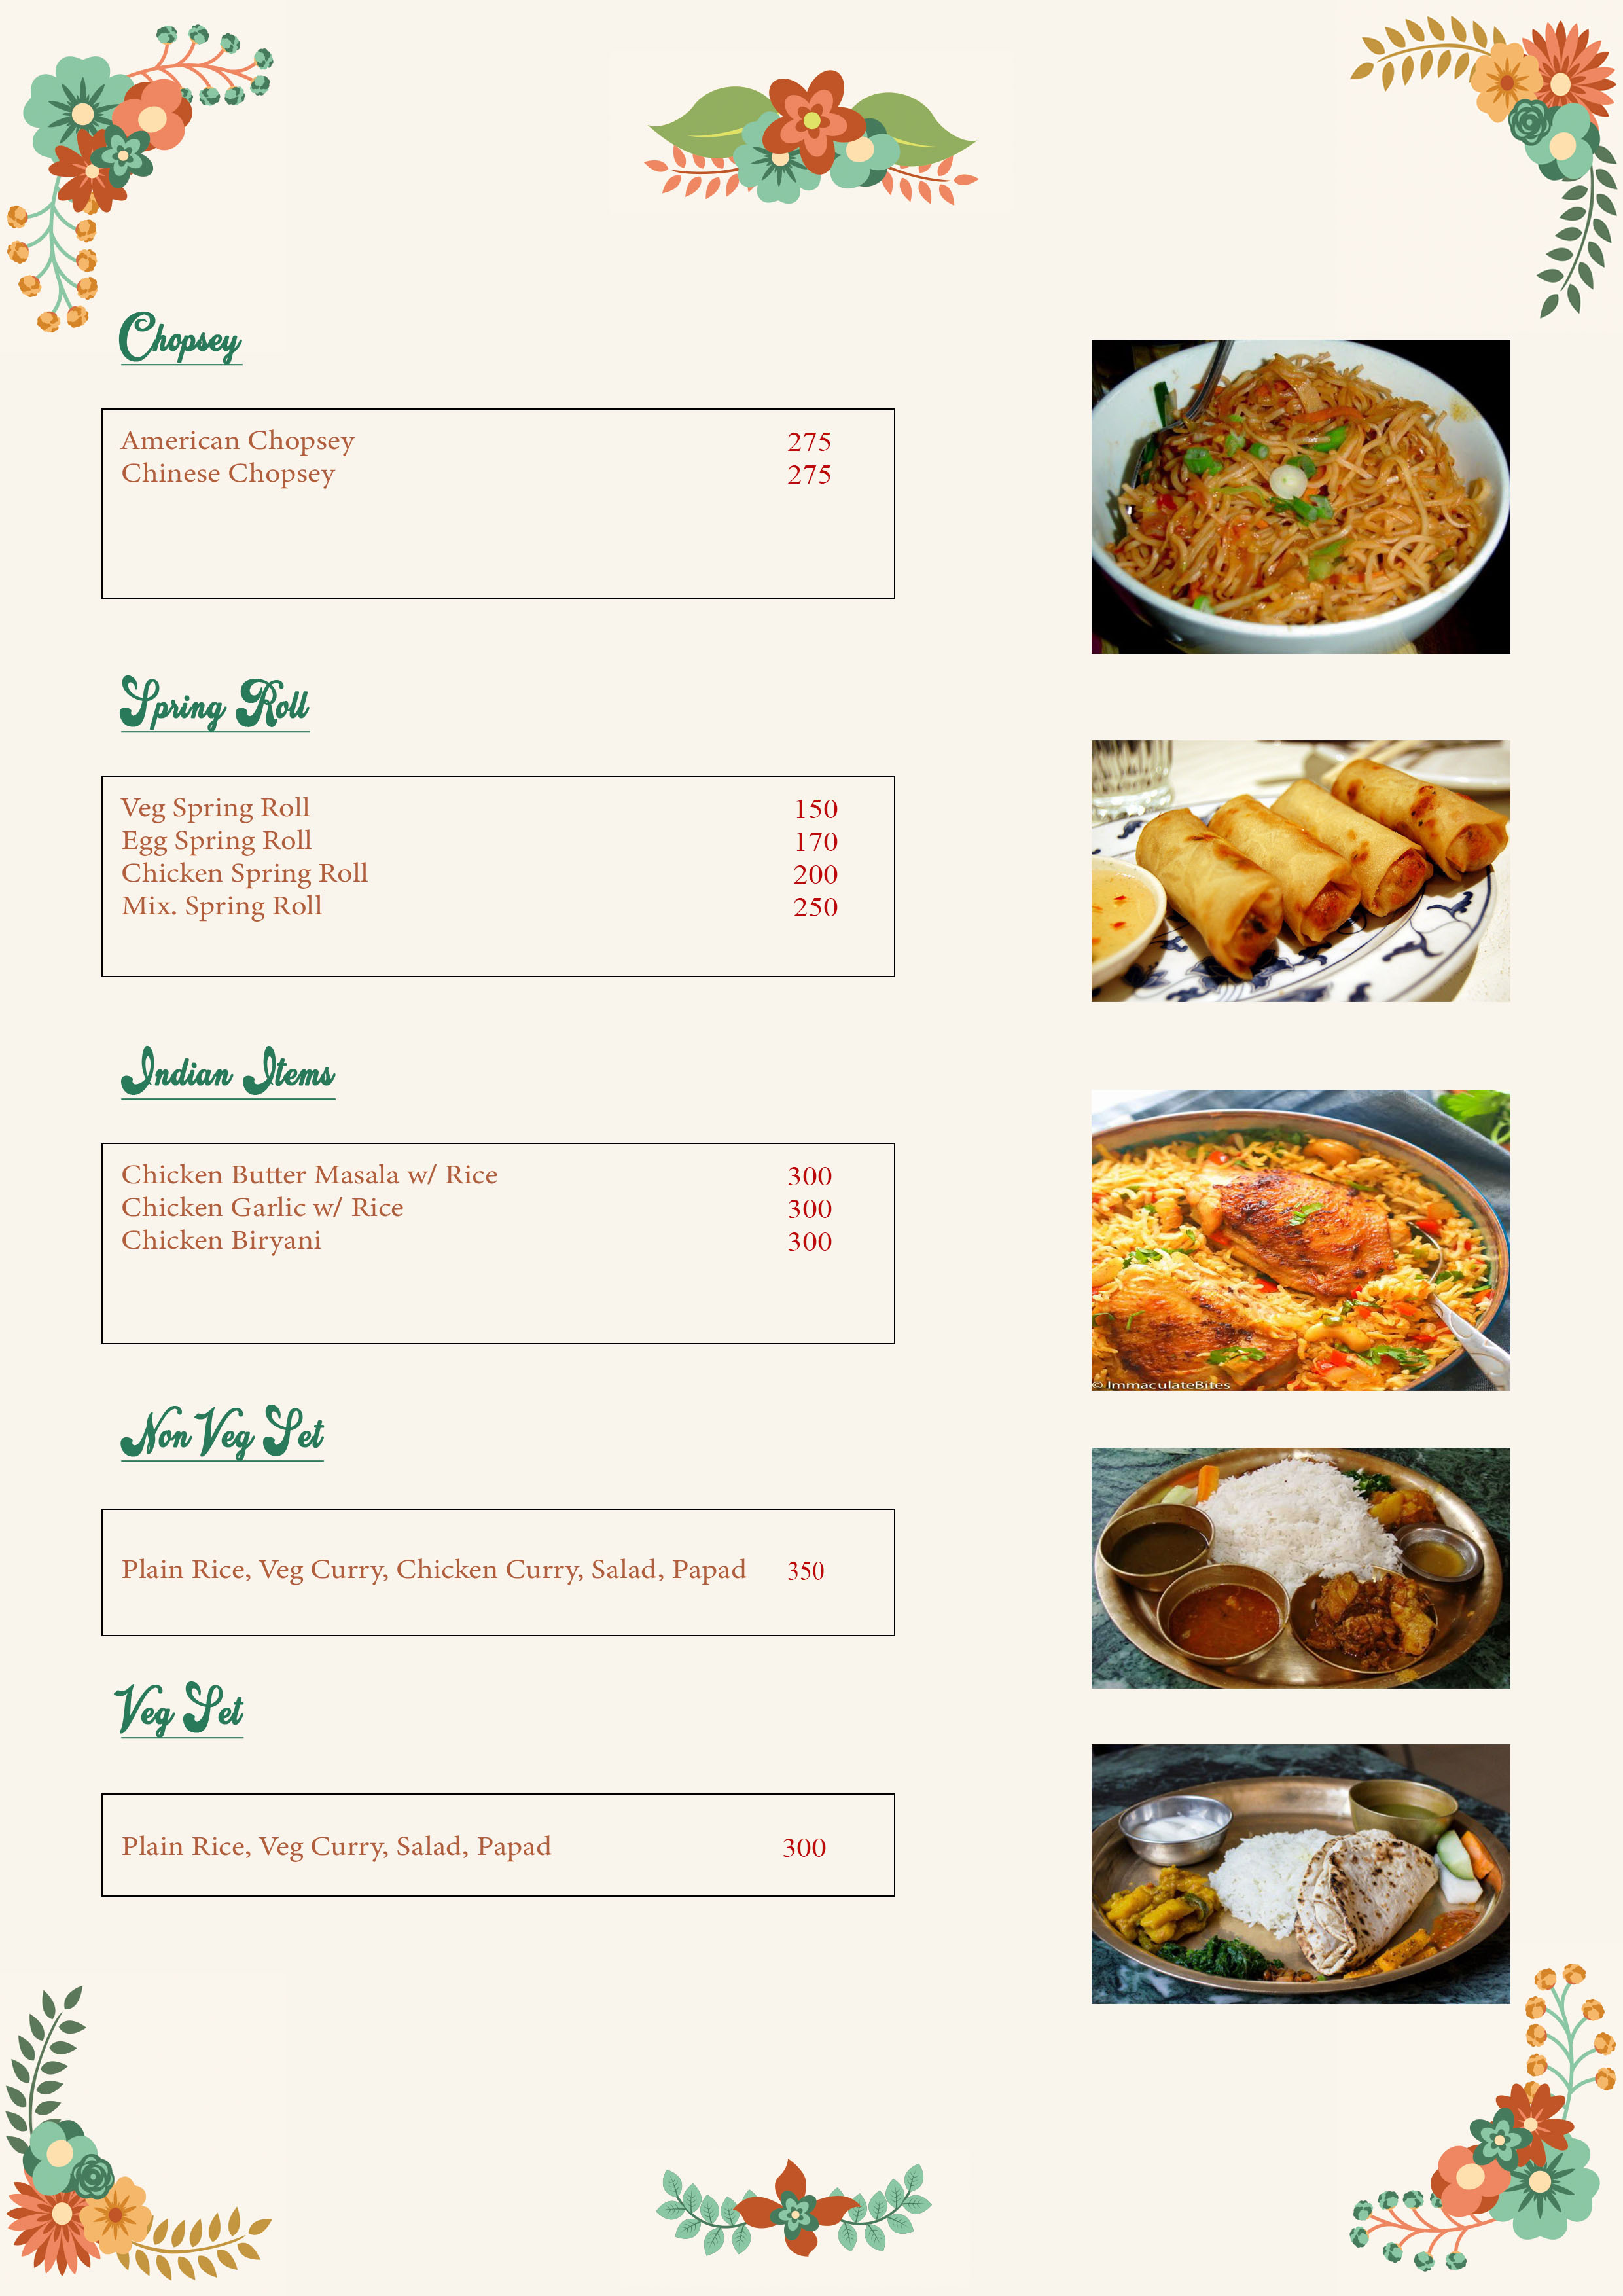 Chopsey
American Chopsey 275
Chinese Chopsey 275
Spring Roll
Veg Spring Roll 150
Egg Spring Roll 170
Chicken Spring Roll 200
Mix. Spring Roll 250
Indian Items
Chicken Butter Masala w/ Rice 300
Chicken Garlic w/ Rice 300
Chicken Biryani 300
© ImmaculateBites
Non Veg Set
Plain Rice, Veg Curry, Chicken Curry, Salad, Papad 350
Veg Set
Plain Rice, Veg Curry, Salad, Papad 300